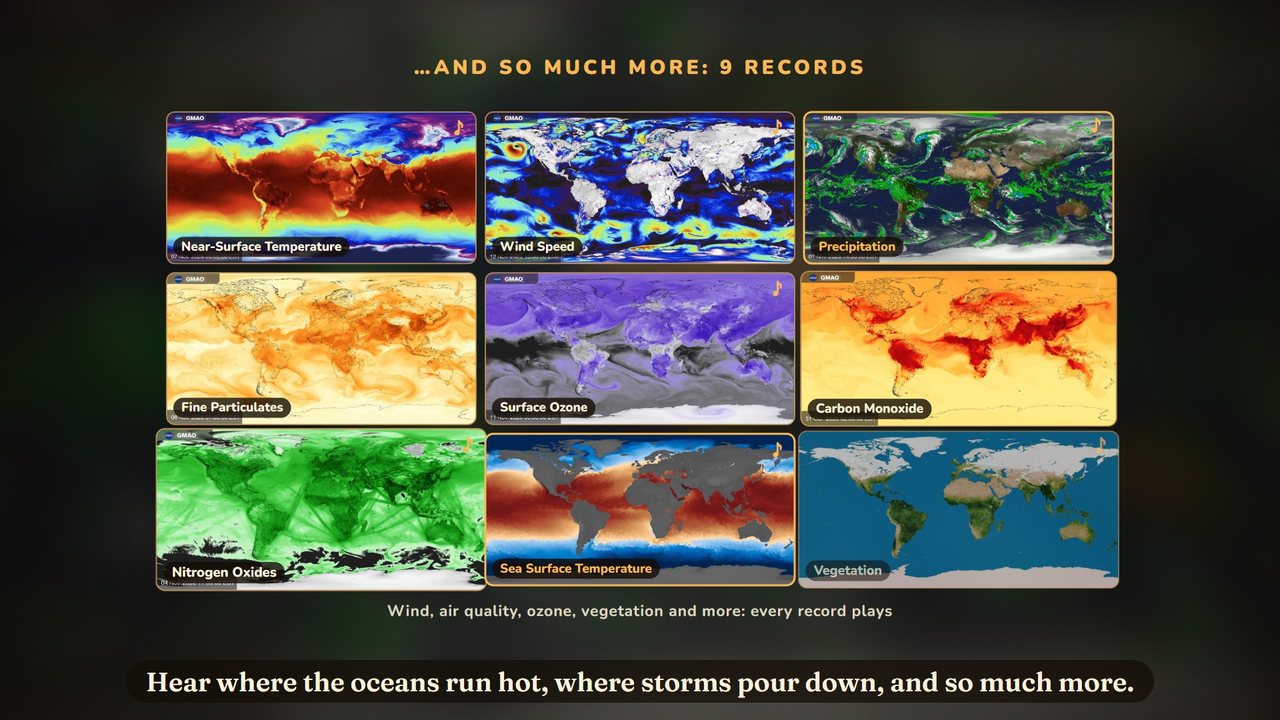 …AND SO MUCH MORE: 9 RECORDS
GMAO
GMAO
GMAO
Near-Surface Temperature
Wind Speed
Precipitation
GMAO
GMAO
GMAO
Fine Particulates
Surface Ozone
Carbon Monoxide
GMAO
Nitrogen Oxides
Sea Surface Temperature
Vegetation
Wind, air quality, ozone, vegetation and more: every record plays
Hear where the oceans run hot, where storms pour down, and so much more.